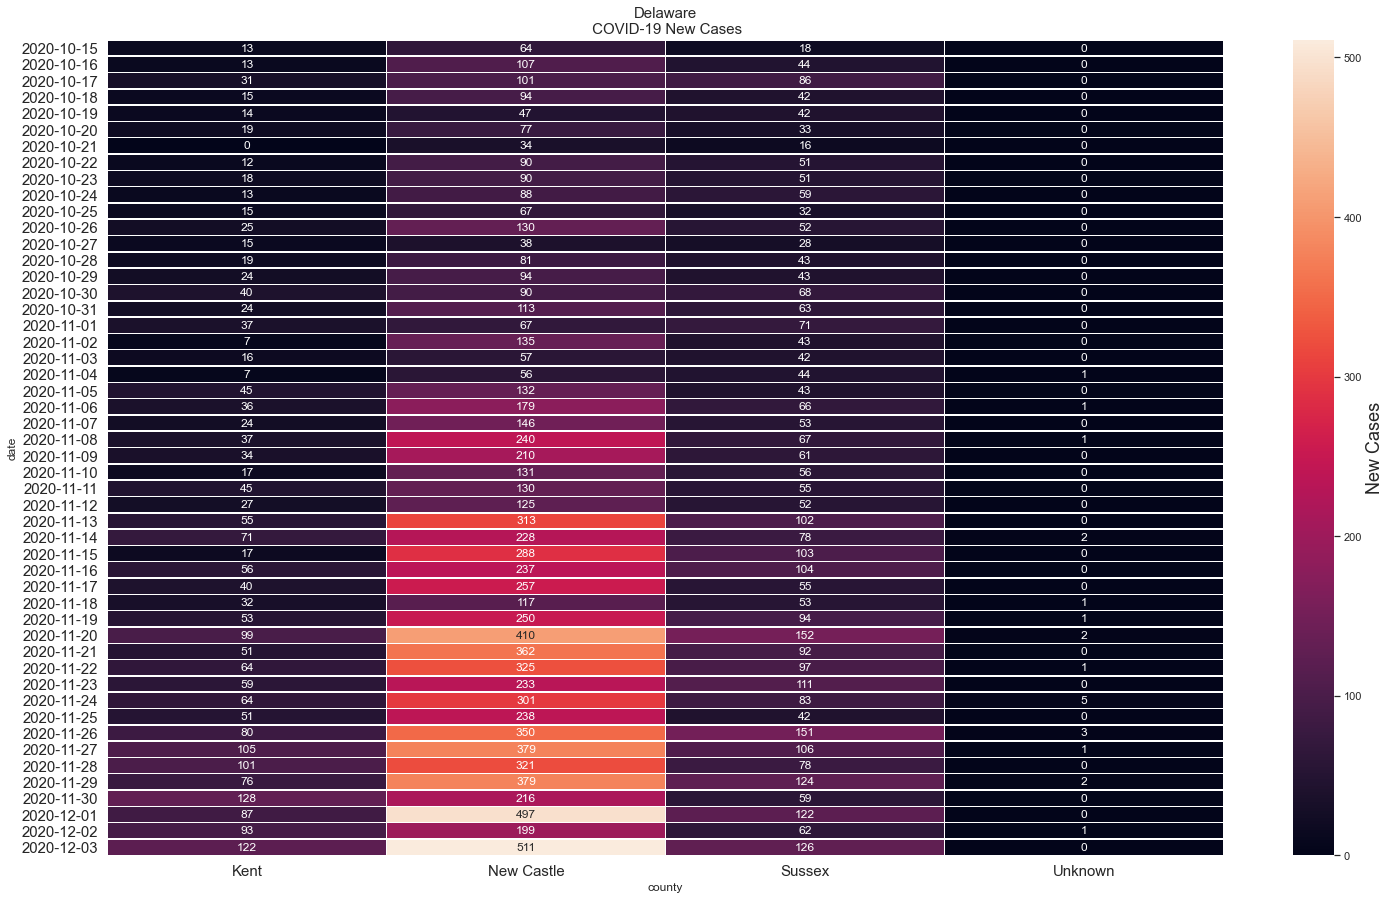 Delaware
COVID-19 New Cases
2020-10-15 13 64 18 0
2020-10-16 13 107 44 0
2020-10-17 31 101 86 0
2020-10-18 15 94 42 0
2020-10-19 14 47 42 0
2020-10-20 19 77 33 0
2020-10-21 0 34 16 0
2020-10-22 12 90 51 0
2020-10-23 18 90 51 0
2020-10-24 13 88 59 0
2020-10-25 15 67 32 0
2020-10-26 25 130 52 0
2020-10-27 15 38 28 0
2020-10-28 19 81 43 0
2020-10-29 24 94 43 0
2020-10-30 40 90 68 0
2020-10-31 24 113 63 0
2020-11-01 37 67 71 0
2020-11-02 7 135 43 0
2020-11-03 16 57 42 0
2020-11-04 7 56 44 1
2020-11-05 45 132 43 0
2020-11-06 36 179 66 1
2020-11-07 24 146 53 0
2020-11-08 37 240 67 1
2020-11-09 34 210 61 0
2020-11-10 17 131 56 0
2020-11-11 45 130 55 0
2020-11-12 27 125 52 0
2020-11-13 55 313 102 0
2020-11-14 71 228 78 2
2020-11-15 17 288 103 0
2020-11-16 56 237 104 0
2020-11-17 40 257 55 0
2020-11-18 32 117 53 1
2020-11-19 53 250 94 1
2020-11-20 99 410 152 2
2020-11-21 51 362 92 0
2020-11-22 64 325 97 1
2020-11-23 59 233 111 0
2020-11-24 64 301 83 5
2020-11-25 51 238 42 0
2020-11-26 80 350 151 3
2020-11-27 105 379 106 1
2020-11-28 101 321 78 0
2020-11-29 76 379 124 2
2020-11-30 128 216 59 0
2020-12-01 87 497 122 0
2020-12-02 93 199 62 1
2020-12-03 122 511 126 0
Kent New Castle Sussex Unknown
county
date
500
400
300
200
100
0
New Cases